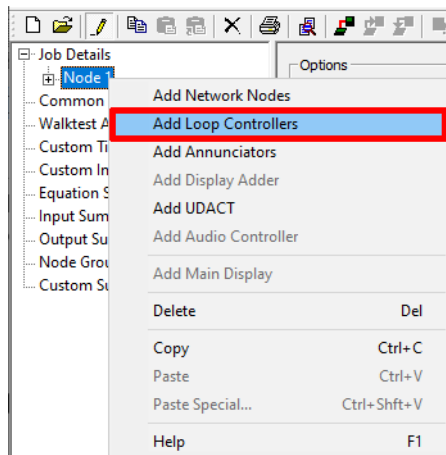 Job Details
Options
Node 1
Common
Add Network Nodes
Walktest A
Add Loop Controllers
Custom Ti
Add Annunciators
Custom In
Add Display Adder
Equation S
Add UDACT
Input Sum
Output Su
Add Audio Controller
Node Grou
Add Main Display
Custom Su
Delete Del
Copy Ctrl+C
Paste Ctrl+V
Paste Special... Ctrl+Shft+V
Help F1